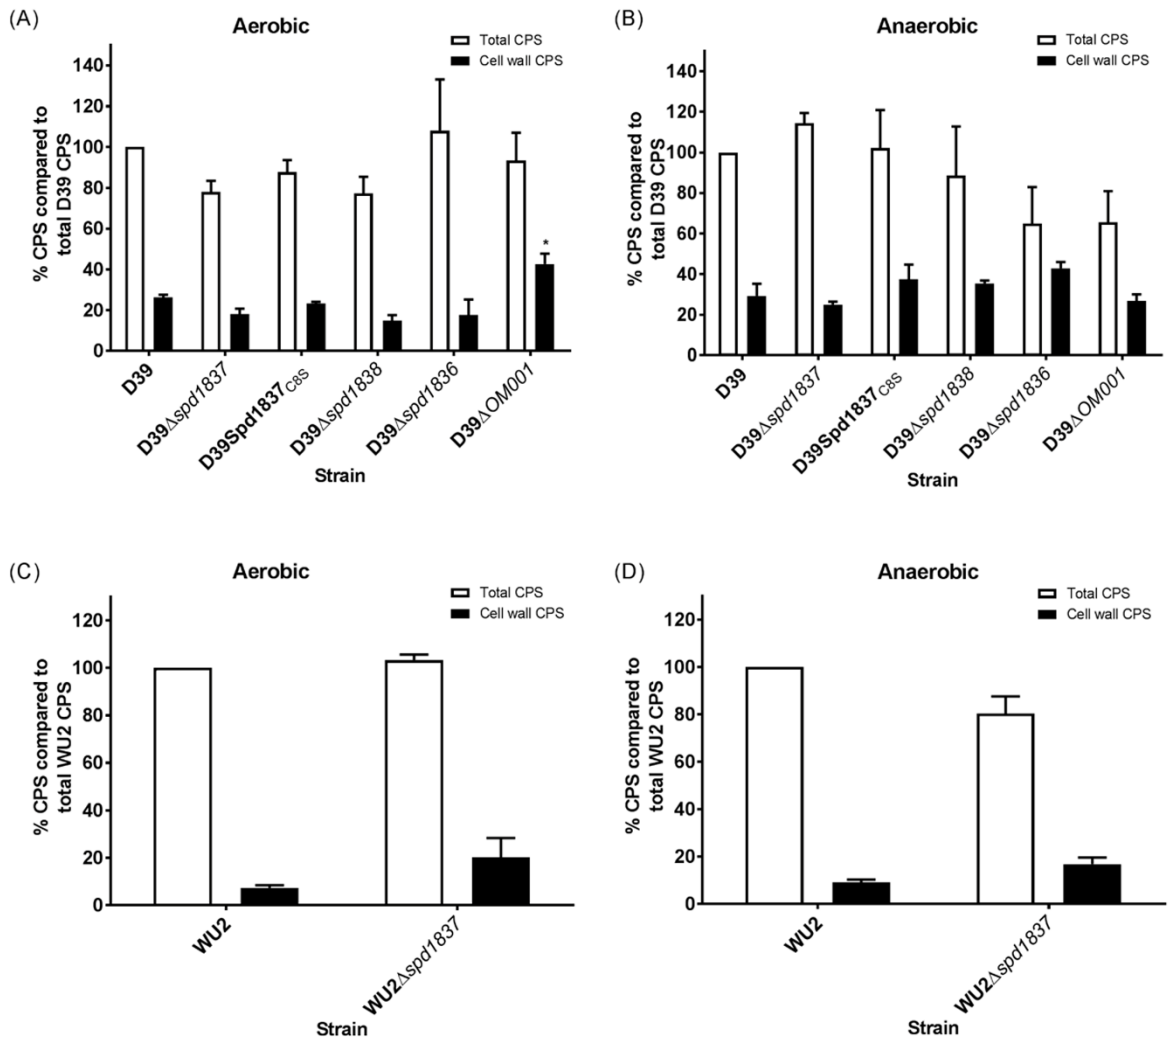 (A)
Aerobic
Total CPS
Cell wall CPS
% CPS compared to
total D39 CPS
140
120
100
80
60
40
20
0
D39
D39Δspd1837
D39Spd1837C8S
D39Δspd1838
D39Δspd1836
D39ΔOM001
*
Strain
(B)
Anaerobic
Total CPS
Cell wall CPS
% CPS compared to
total D39 CPS
140
120
100
80
60
40
20
0
D39
D39Δspd1837
D39Spd1837C8S
D39Δspd1838
D39Δspd1836
D39ΔOM001
Strain
(C)
Aerobic
Total CPS
Cell wall CPS
% CPS compared to
total WU2 CPS
120
100
80
60
40
20
0
WU2
WU2Δspd1837
Strain
(D)
Anaerobic
Total CPS
Cell wall CPS
% CPS compared to
total WU2 CPS
120
100
80
60
40
20
0
WU2
WU2Δspd1837
Strain